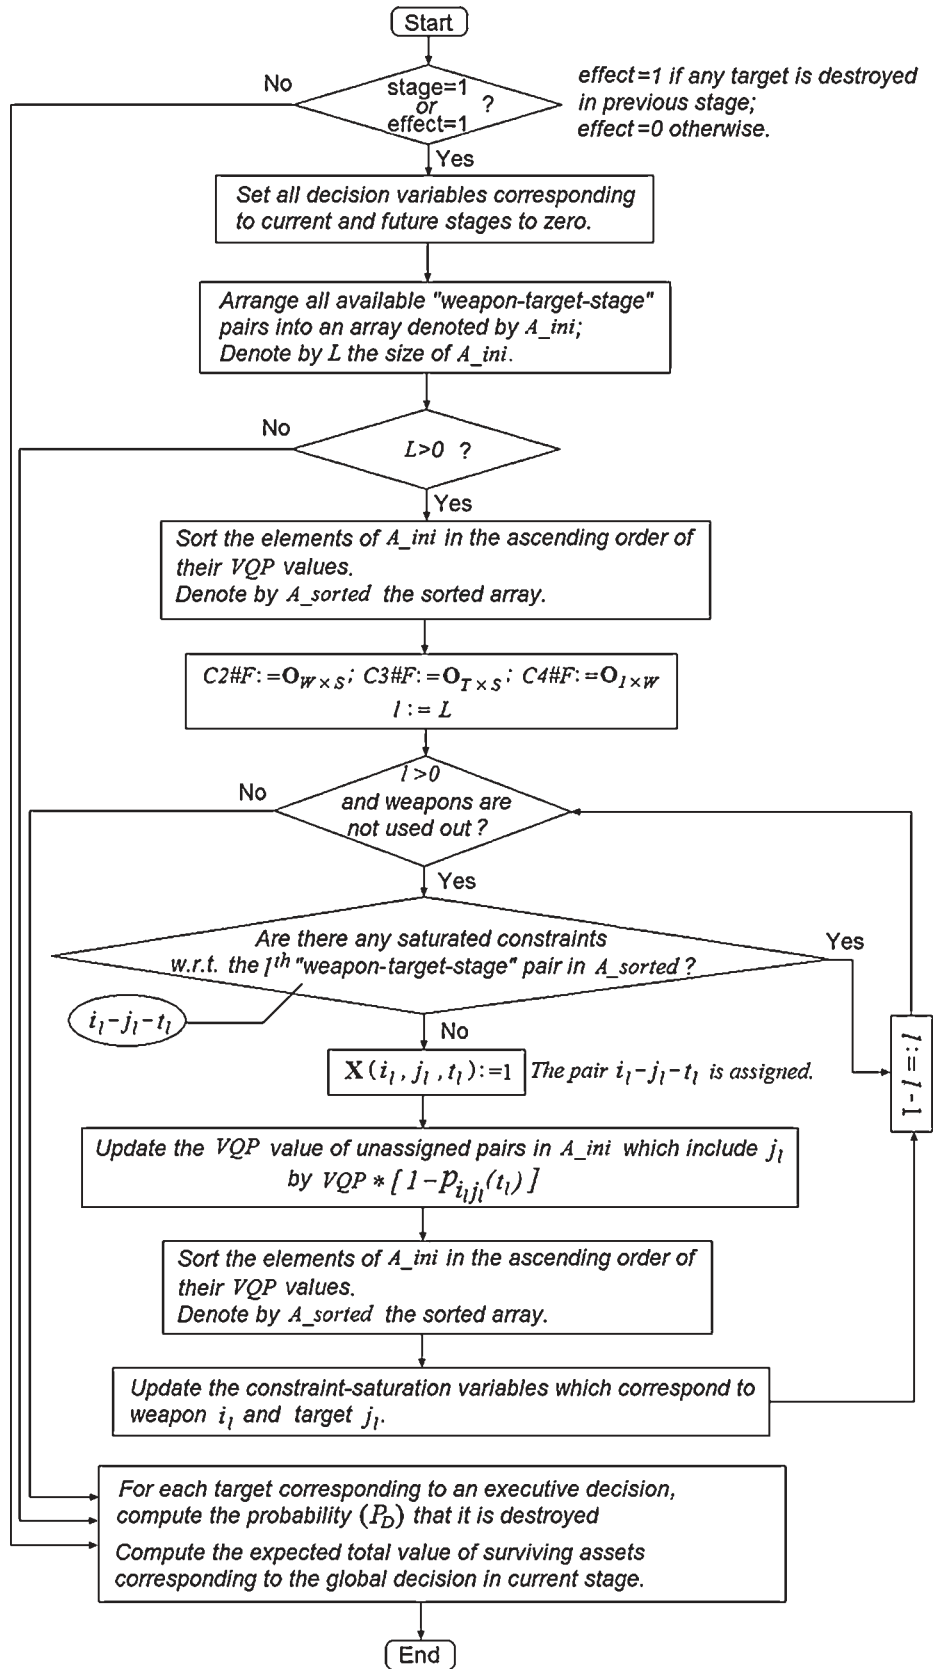 Start
No
stage=1
or
effect=1
?
effect=1 if any target is destroyed
in previous stage;
effect=0 otherwise.
Yes
Set all decision variables corresponding
to current and future stages to zero.
Arrange all available "weapon-target-stage"
pairs into an array denoted by A_ini;
Denote by L the size of A_ini.
No
L>0 ?
Yes
Sort the elements of A_ini in the ascending order of
their VQP values.
Denote by A_sorted the sorted array.
C2#F:=O_{W×S}; C3#F:=O_{T×S}; C4#F:=O_{1×W}
l:=L
No
l>0
and weapons are
not used out?
Yes
Are there any saturated constraints
w.r.t. the l^{th} "weapon-target-stage" pair in A_sorted?
Yes
i_l-j_l-t_l
No
l:=l-1
X(i_l,j_l,t_l):=1 The pair i_l-j_l-t_l is assigned.
Update the VQP value of unassigned pairs in A_ini which include j_l
by VQP*[1-p_{i_lj_l}(t_l)]
Sort the elements of A_ini in the ascending order of
their VQP values.
Denote by A_sorted the sorted array.
Update the constraint-saturation variables which correspond to
weapon i_l and target j_l.
For each target corresponding to an executive decision,
compute the probability (P_D) that it is destroyed
Compute the expected total value of surviving assets
corresponding to the global decision in current stage.
End